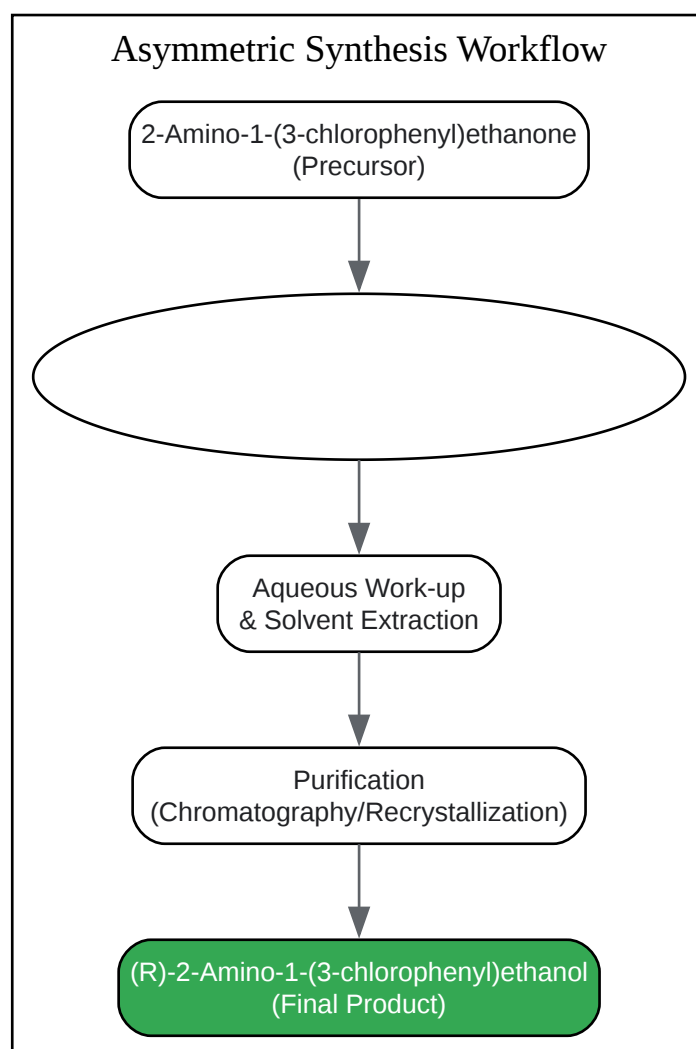 Asymmetric Synthesis Workflow
2-Amino-1-(3-chlorophenyl)ethanone
(Precursor)
Aqueous Work-up
& Solvent Extraction
Purification
(Chromatography/Recrystallization)
(R)-2-Amino-1-(3-chlorophenyl)ethanol
(Final Product)